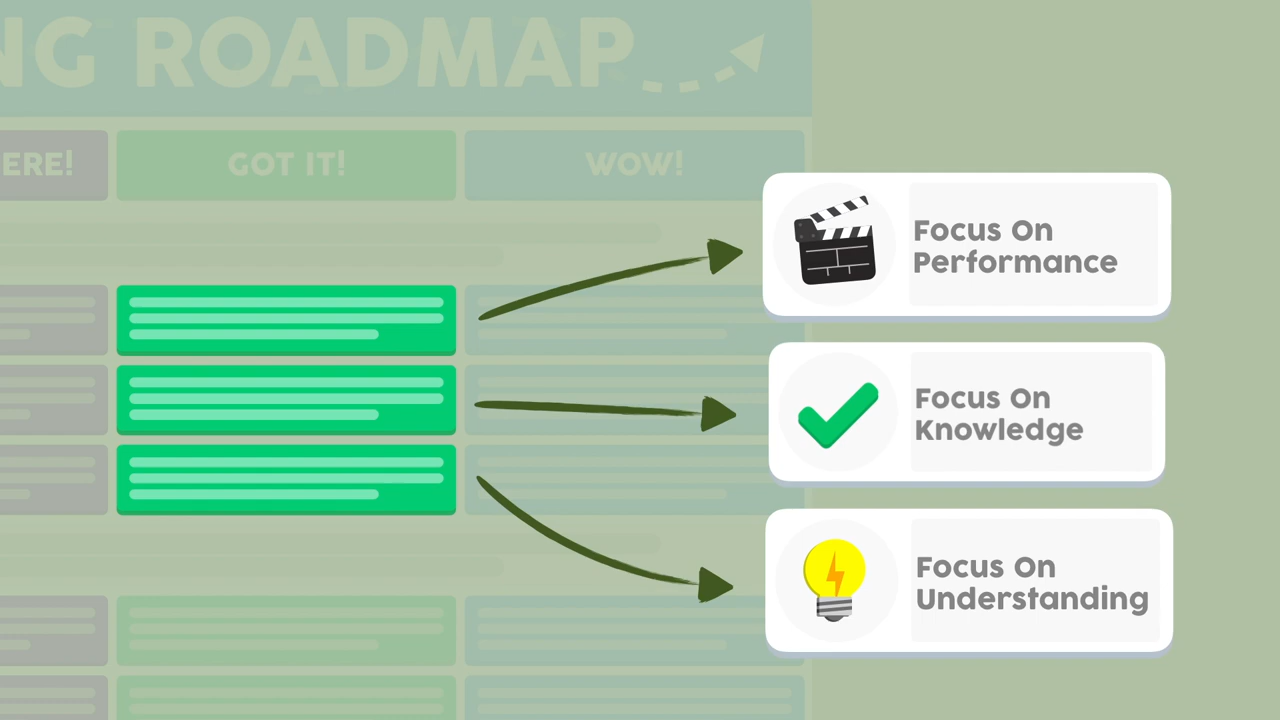 NG ROADMAP
ERE!
GOT IT!
WOW!
Focus On
Performance
Focus On
Knowledge
Focus On
Understanding